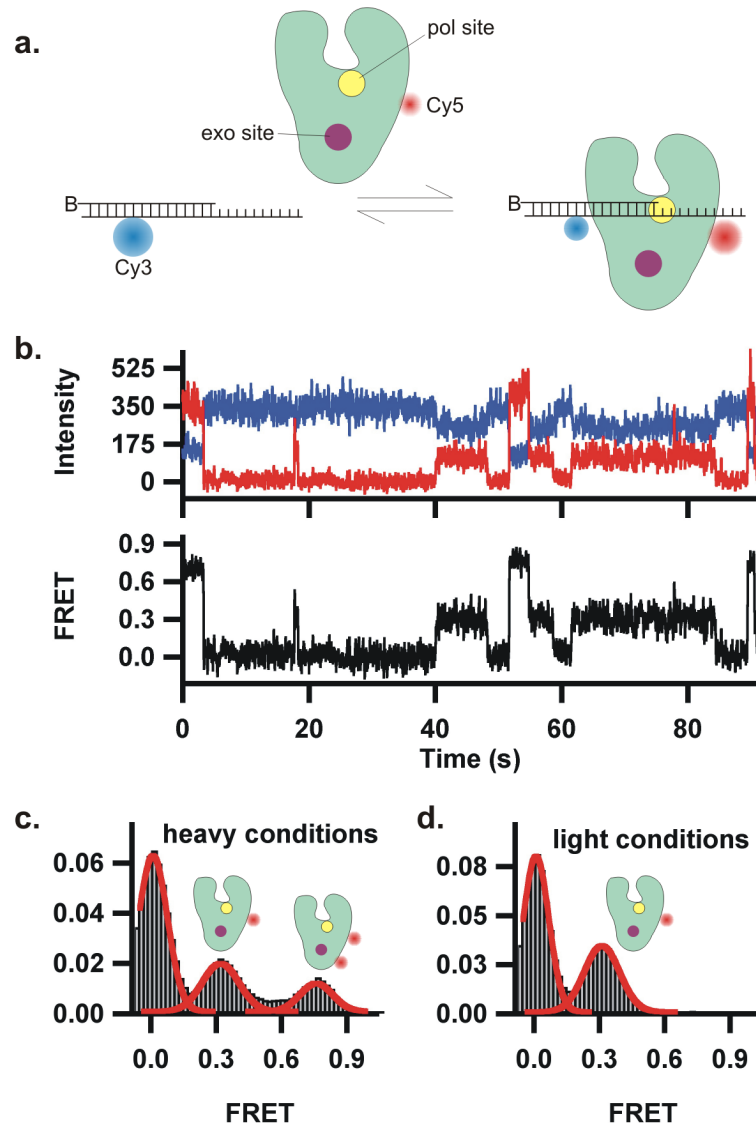 a.
pol site
Cy5
exo site
B
Cy3
B
b.
Intensity
525
350
175
0
FRET
0.9
0.6
0.3
0.0
0 20 40 60 80
Time (s)
c.
heavy conditions
0.06
0.04
0.02
0.00
0.0 0.3 0.6 0.9
FRET
d.
light conditions
0.08
0.05
0.03
0.00
0.0 0.3 0.6 0.9
FRET